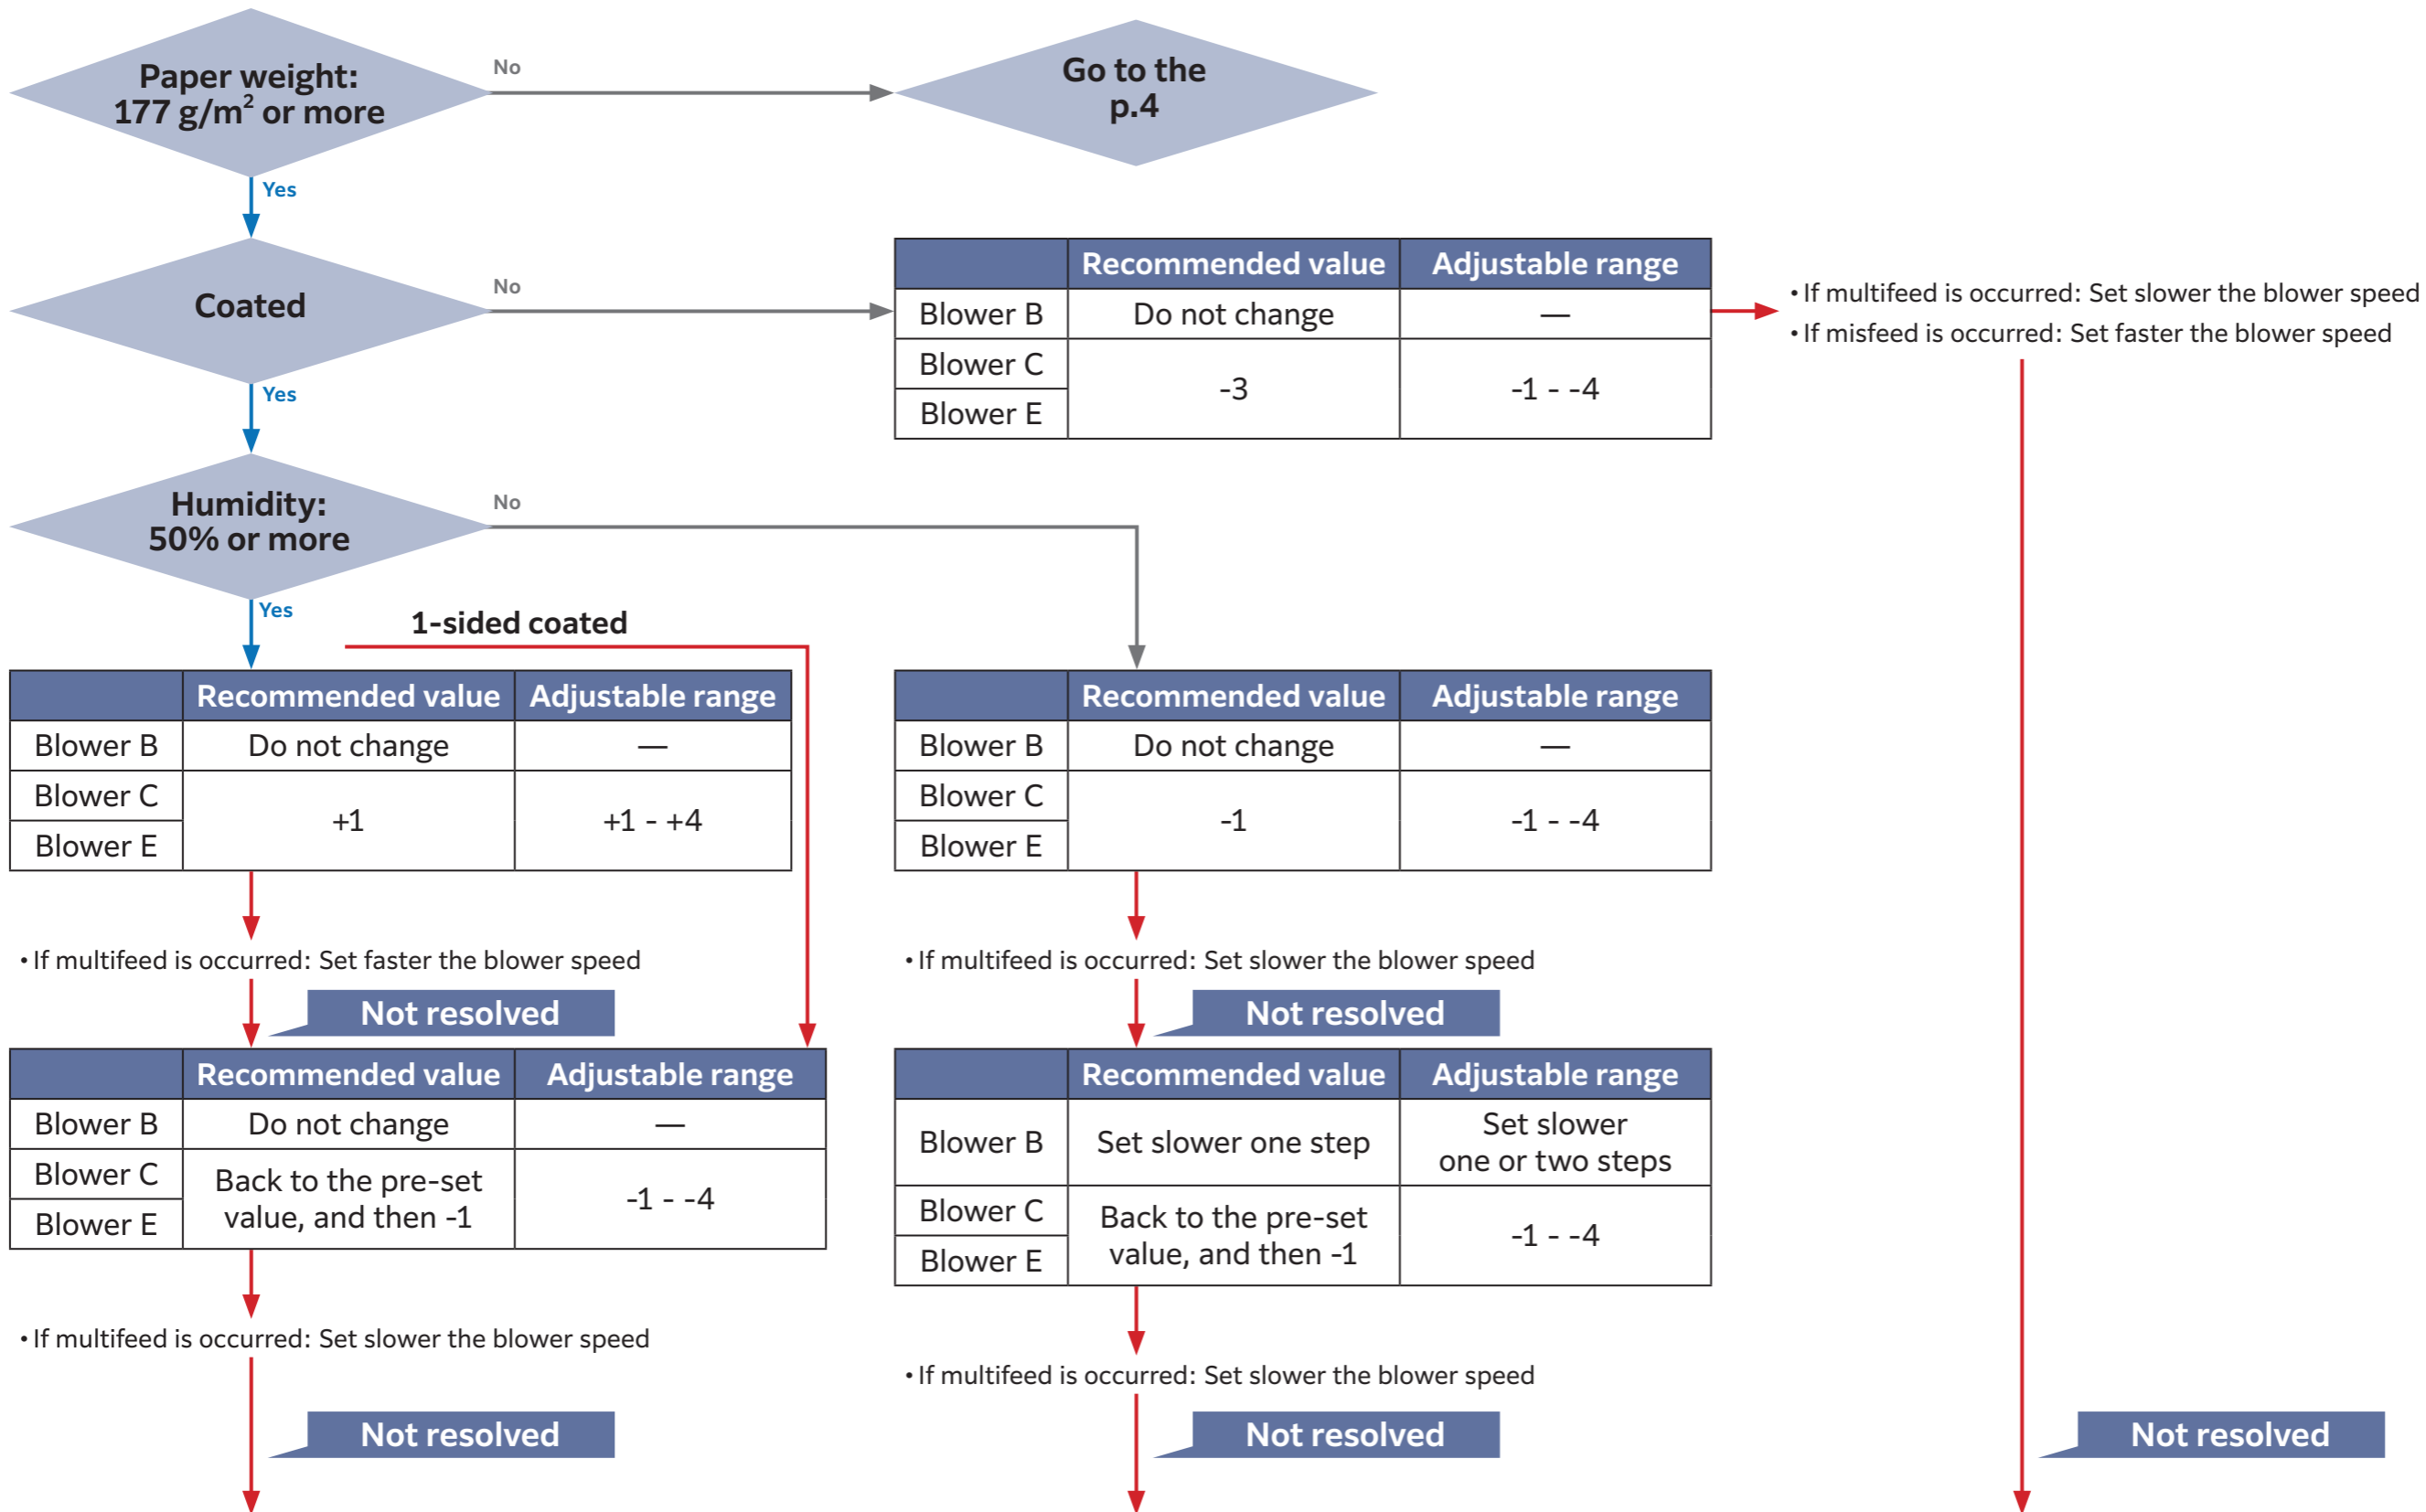 Paper weight:
177 g/m² or more
No
Go to the
p.4
Yes
Coated
No
Recommended value Adjustable range
Blower B Do not change —
Blower C
-3 -1 - -4
Blower E
• If multifeed is occurred: Set slower the blower speed
• If misfeed is occurred: Set faster the blower speed
Yes
Humidity:
50% or more
No
Yes
1-sided coated
Recommended value Adjustable range
Blower B Do not change —
Blower C
+1 +1 - +4
Blower E
Recommended value Adjustable range
Blower B Do not change —
Blower C
-1 -1 - -4
Blower E
• If multifeed is occurred: Set faster the blower speed
• If multifeed is occurred: Set slower the blower speed
Not resolved
Not resolved
Recommended value Adjustable range
Blower B Do not change —
Blower C
Back to the pre-set
value, and then -1
-1 - -4
Blower E
Recommended value Adjustable range
Blower B Set slower one step
Set slower
one or two steps
Blower C
Back to the pre-set
value, and then -1
-1 - -4
Blower E
• If multifeed is occurred: Set slower the blower speed
• If multifeed is occurred: Set slower the blower speed
Not resolved
Not resolved
Not resolved